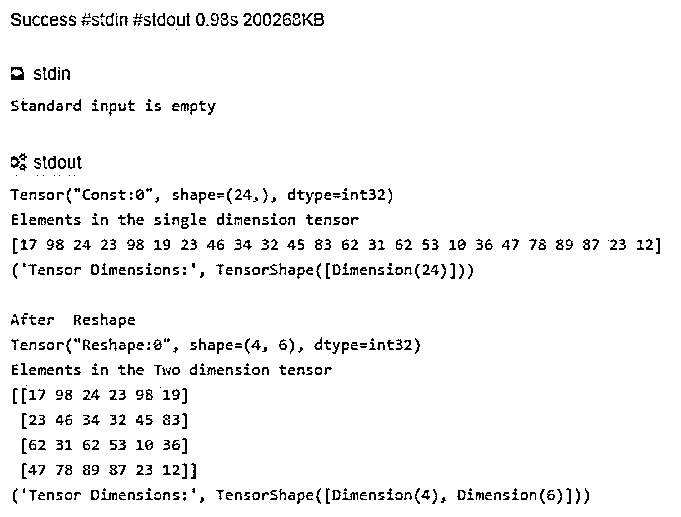 Success #stdin #stdout 0.98s 200268KB
stdin
Standard input is empty
stdout
Tensor("Const:0", shape=(24,), dtype=int32)
Elements in the single dimension tensor
[17 98 24 23 98 19 23 46 34 32 45 83 62 31 62 53 10 36 47 78 89 87 23 12]
('Tensor Dimensions:', TensorShape([Dimension(24)]))
After  Reshape
Tensor("Reshape:0", shape=(4, 6), dtype=int32)
Elements in the Two dimension tensor
[[17 98 24 23 98 19]
 [23 46 34 32 45 83]
 [62 31 62 53 10 36]
 [47 78 89 87 23 12]]
('Tensor Dimensions:', TensorShape([Dimension(4), Dimension(6)]))